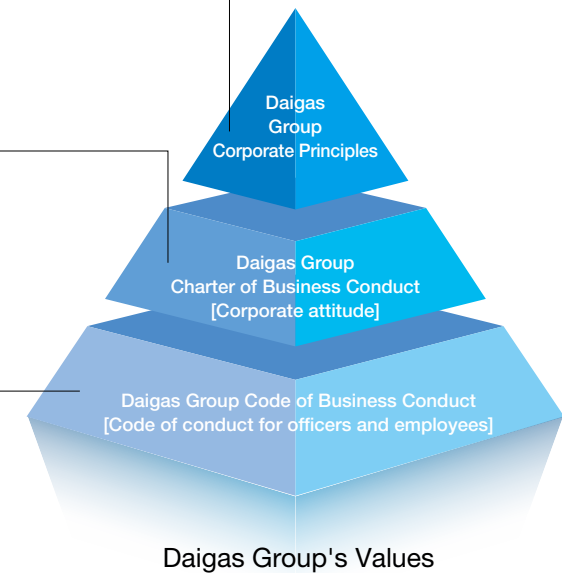 Daigas
Group
Corporate Principles
Daigas Group
Charter of Business Conduct
[Corporate attitude]
Daigas Group Code of Business Conduct
[Code of conduct for officers and employees]
Daigas Group's Values